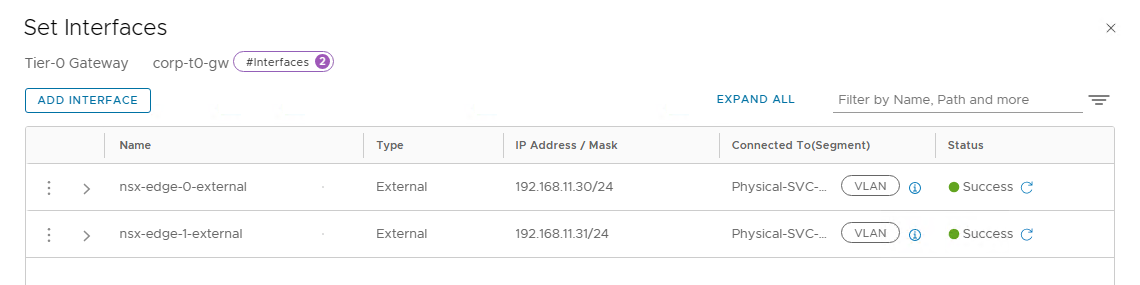 Set Interfaces
Tier-0 Gateway corp-t0-gw #Interfaces 2
ADD INTERFACE EXPAND ALL Filter by Name, Path and more
Name Type IP Address / Mask Connected To(Segment) Status
nsx-edge-0-external External 192.168.11.30/24 Physical-SVC-... VLAN Success
nsx-edge-1-external External 192.168.11.31/24 Physical-SVC-... VLAN Success